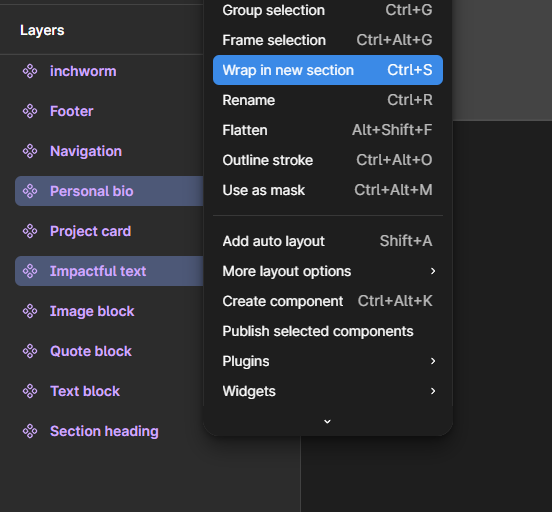 Layers
inchworm
Footer
Navigation
Personal bio
Project card
Impactful text
Image block
Quote block
Text block
Section heading
Group selection Ctrl+G
Frame selection Ctrl+Alt+G
Wrap in new section Ctrl+S
Rename Ctrl+R
Flatten Alt+Shift+F
Outline stroke Ctrl+Alt+O
Use as mask Ctrl+Alt+M
Add auto layout Shift+A
More layout options
Create component Ctrl+Alt+K
Publish selected components
Plugins
Widgets